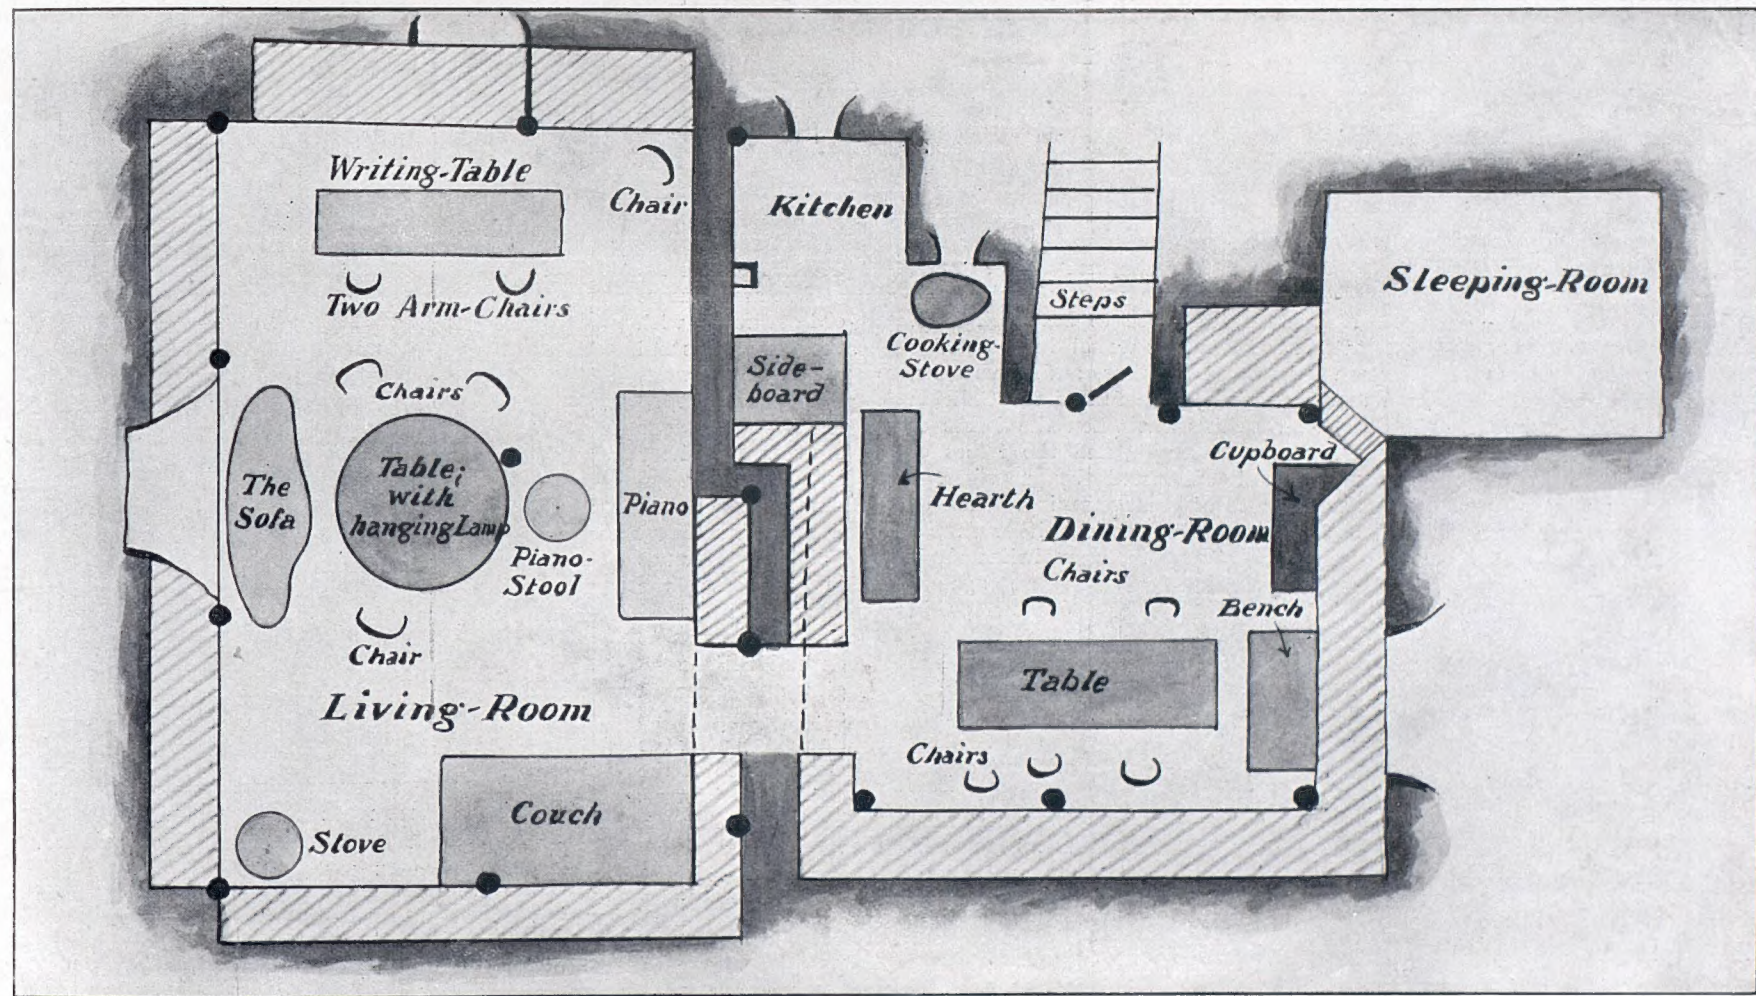 Writing-Table
Chair
Two Arm-Chairs
Chairs
Table;
with
hanging Lamp
The
Sofa
Piano-
Stool
Piano
Chair
Living-Room
Couch
Stove
Kitchen
Side-
board
Cooking-
Stove
Steps
Sleeping-Room
Cupboard
Hearth
Dining-Room
Chairs
Bench
Table
Chairs